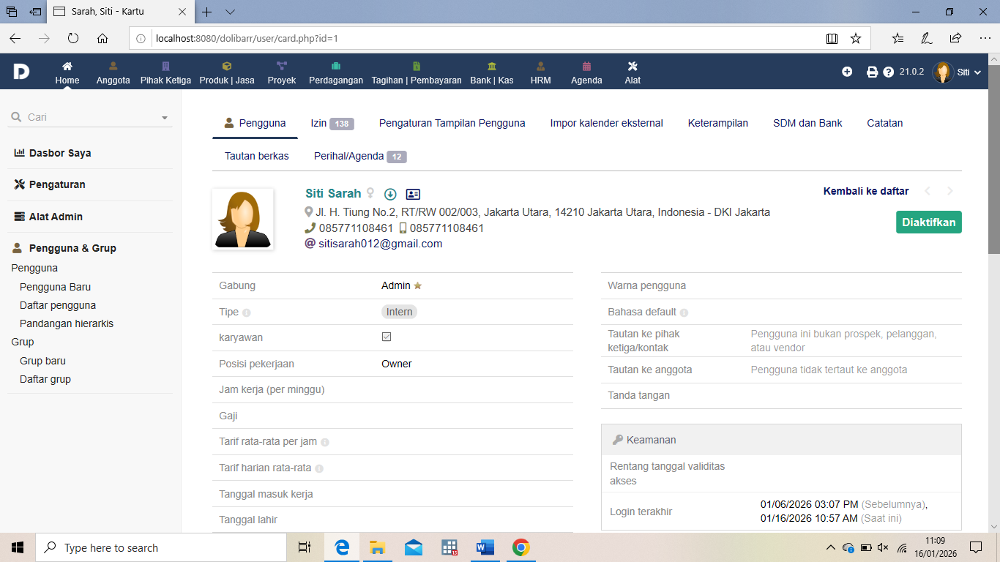 Sarah, Siti - Kartu
localhost:8080/dolibarr/user/card.php?id=1
Home Anggota Pihak Ketiga Produk | Jasa Proyek Perdagangan Tagihan | Pembayaran Bank | Kas HRM Agenda Alat 21.0.2 Siti
Cari
Dasbor Saya
Pengaturan
Alat Admin
Pengguna & Grup
Pengguna
Pengguna Baru
Daftar pengguna
Pandangan hierarkis
Grup
Grup baru
Daftar grup
Pengguna Izin 138 Pengaturan Tampilan Pengguna Impor kalender eksternal Keterampilan SDM dan Bank Catatan
Tautan berkas Perihal/Agenda 12
Siti Sarah
Kembali ke daftar
Jl. H. Tiung No.2, RT/RW 002/003, Jakarta Utara, 14210 Jakarta Utara, Indonesia - DKI Jakarta
Diaktifkan
085771108461 085771108461
sitisarah012@gmail.com
Gabung Admin
Tipe Intern
karyawan
Posisi pekerjaan Owner
Jam kerja (per minggu)
Gaji
Tarif rata-rata per jam
Tarif harian rata-rata
Tanggal masuk kerja
Tanggal lahir
Warna pengguna
Bahasa default
Tautan ke pihak ketiga/kontak
Pengguna ini bukan prospek, pelanggan,
atau vendor
Tautan ke anggota Pengguna tidak tertaut ke anggota
Tanda tangan
Keamanan
Rentang tanggal validitas
akses
Login terakhir
01/06/2026 03:07 PM (Sebelumnya),
01/16/2026 10:57 AM (Saat ini)
Type here to search
11:09
16/01/2026